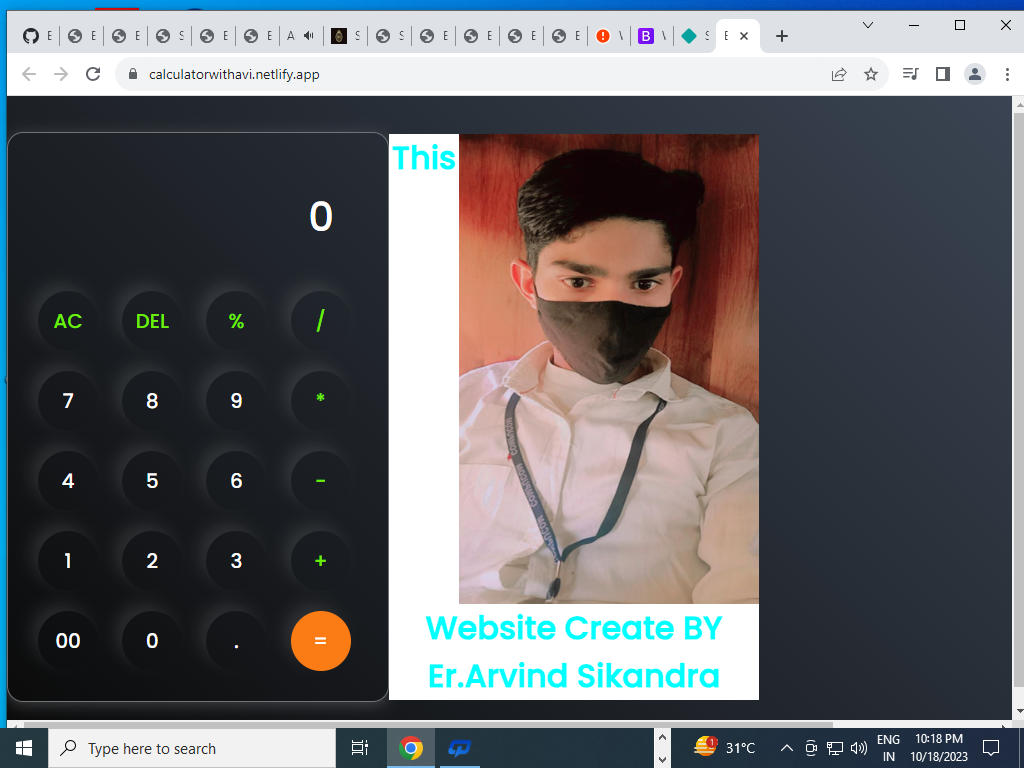 E
E
E
S
E
E
A
S
S
E
E
E
E
V
V
S
E
calculatorwithavi.netlify.app
0
This
AC DEL % /
7 8 9 *
4 5 6 -
1 2 3 +
00 0 . =
Website Create BY
Er.Arvind Sikandra
Type here to search
1
31°C
ENG
IN
10:18 PM
10/18/2023